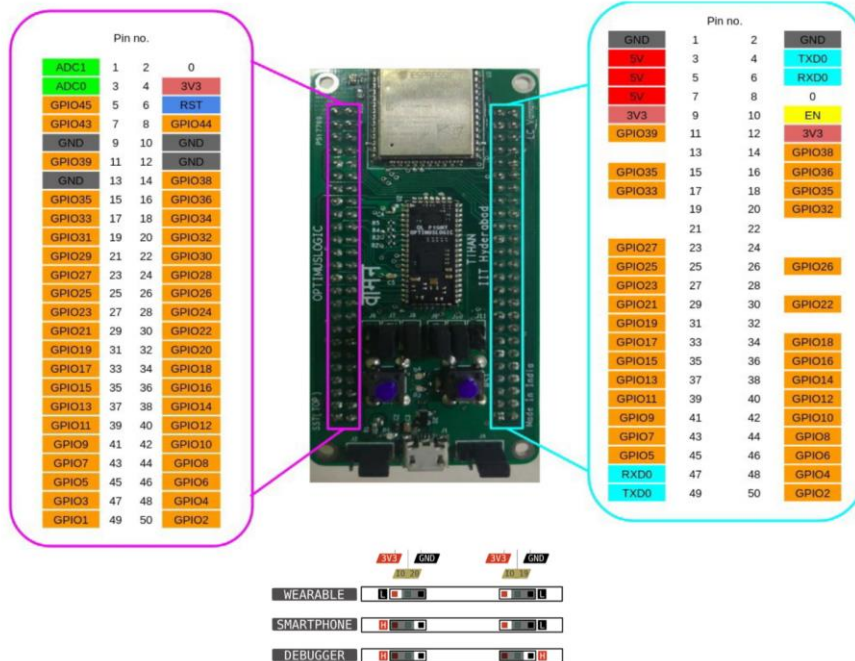 Pin no.
ADC1 1 2 0
ADC0 3 4 3V3
GPIO45 5 6 RST
GPIO43 7 8 GPIO44
GND 9 10 GND
GPIO39 11 12 GND
GND 13 14 GPIO38
GPIO35 15 16 GPIO36
GPIO33 17 18 GPIO34
GPIO31 19 20 GPIO32
GPIO29 21 22 GPIO30
GPIO27 23 24 GPIO28
GPIO25 25 26 GPIO26
GPIO23 27 28 GPIO24
GPIO21 29 30 GPIO22
GPIO19 31 32 GPIO20
GPIO17 33 34 GPIO18
GPIO15 35 36 GPIO16
GPIO13 37 38 GPIO14
GPIO11 39 40 GPIO12
GPIO9 41 42 GPIO10
GPIO7 43 44 GPIO8
GPIO5 45 46 GPIO6
GPIO3 47 48 GPIO4
GPIO1 49 50 GPIO2
OPTIMUSLOGIC
वामन
OPTIMUSLOGIC
TIHAN
IIT Hyderabad
Made in India
Pin no.
GND 1 2 GND
5V 3 4 TXD0
5V 5 6 RXD0
5V 7 8 0
3V3 9 10 EN
GPIO39 11 12 3V3
13 14 GPIO38
GPIO35 15 16 GPIO36
GPIO33 17 18 GPIO35
19 20 GPIO32
21 22
GPIO27 23 24
GPIO25 25 26 GPIO26
GPIO23 27 28
GPIO21 29 30 GPIO22
GPIO19 31 32
GPIO17 33 34 GPIO18
GPIO15 35 36 GPIO16
GPIO13 37 38 GPIO14
GPIO11 39 40 GPIO12
GPIO9 41 42 GPIO10
GPIO7 43 44 GPIO8
GPIO5 45 46 GPIO6
RXD0 47 48 GPIO4
TXD0 49 50 GPIO2
3V3 GND 3V3 GND
IO_20 IO_19
WEARABLE L L
SMARTPHONE H L
DEBUGGER H H